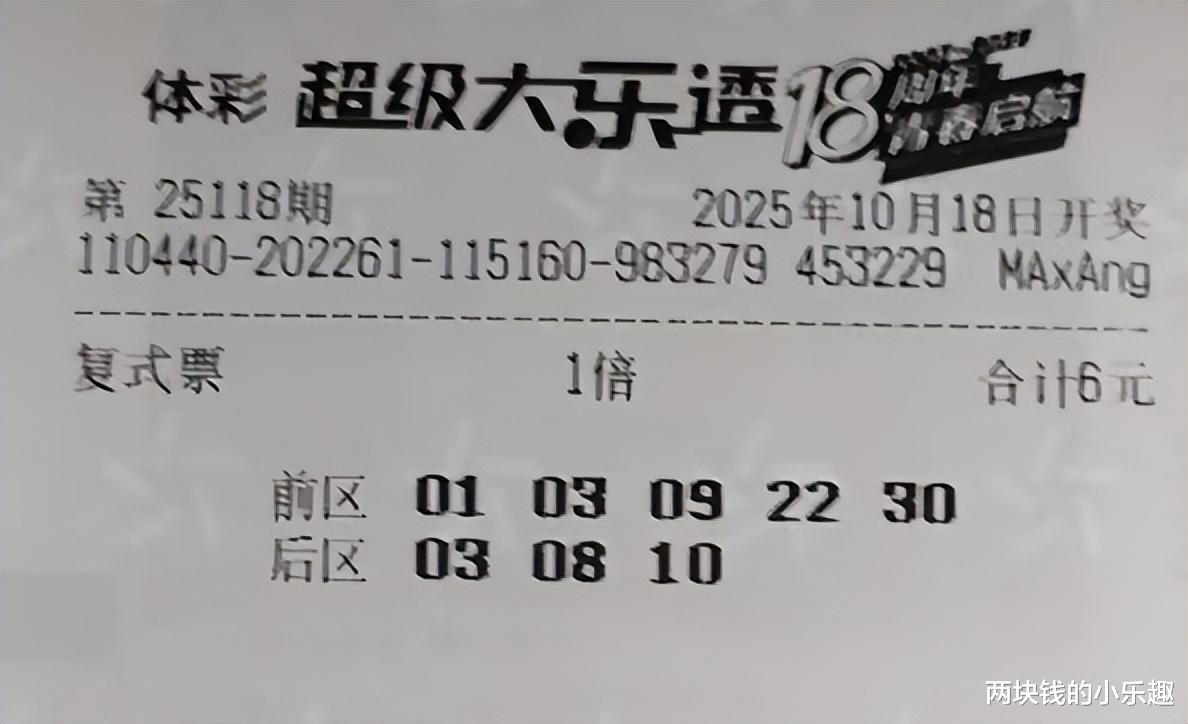 体彩 超级大乐透 18
第 25118期 2025年10月18日开奖
110440-202261-115160-983279 453229 MAxAng
复式票 1倍 合计6元
前区 01 03 09 22 30
后区 03 08 10
两块钱的小乐趣